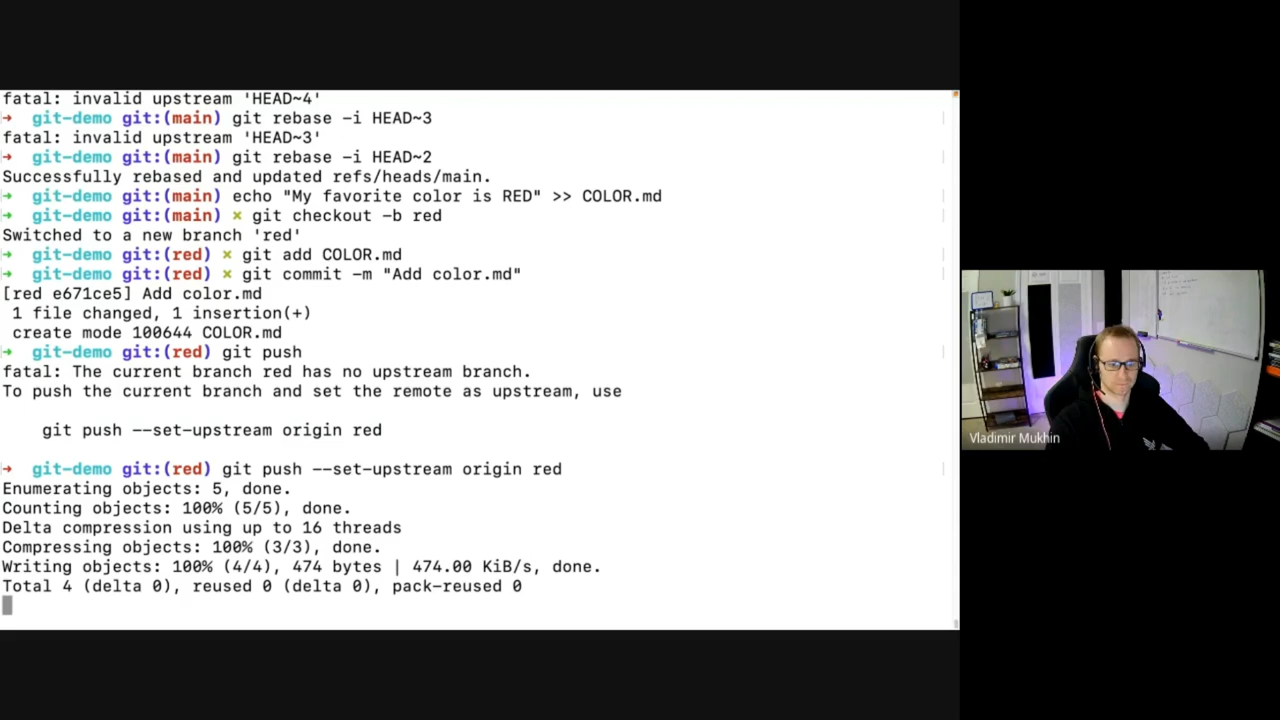 fatal: invalid upstream 'HEAD~4'
➜ git-demo git:(main) git rebase -i HEAD~3
fatal: invalid upstream 'HEAD~3'
➜ git-demo git:(main) git rebase -i HEAD~2
Successfully rebased and updated refs/heads/main.
➜ git-demo git:(main) echo "My favorite color is RED" >> COLOR.md
➜ git-demo git:(main) × git checkout -b red
Switched to a new branch 'red'
➜ git-demo git:(red) × git add COLOR.md
➜ git-demo git:(red) × git commit -m "Add color.md"
[red e671ce5] Add color.md
1 file changed, 1 insertion(+)
create mode 100644 COLOR.md
➜ git-demo git:(red) git push
fatal: The current branch red has no upstream branch.
To push the current branch and set the remote as upstream, use
git push --set-upstream origin red
➜ git-demo git:(red) git push --set-upstream origin red
Enumerating objects: 5, done.
Counting objects: 100% (5/5), done.
Delta compression using up to 16 threads
Compressing objects: 100% (3/3), done.
Writing objects: 100% (4/4), 474 bytes | 474.00 KiB/s, done.
Total 4 (delta 0), reused 0 (delta 0), pack-reused 0
Vladimir Mukhin